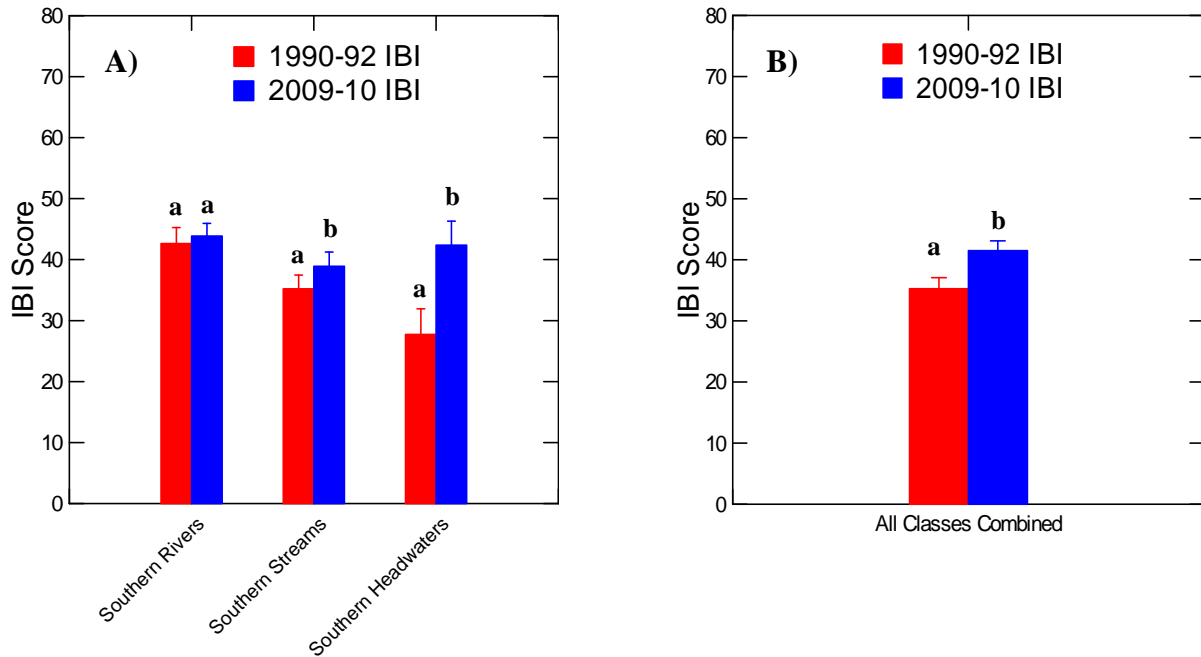 A)
1990-92 IBI
2009-10 IBI
IBI Score
80
70
60
50
40
30
20
10
0
a
a
a
b
a
b
Southern Rivers
Southern Streams
Southern Headwaters
B)
1990-92 IBI
2009-10 IBI
IBI Score
80
70
60
50
40
30
20
10
0
a
b
All Classes Combined